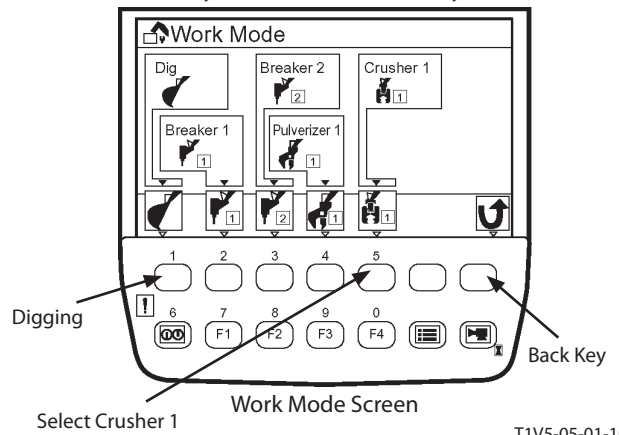 Work Mode
Dig
Breaker 2
Crusher 1
2
1
Breaker 1
Pulverizer 1
1
1
1
2
1
1
1
2
3
4
5
!
6
7
8
9
0
F1
F2
F3
F4
Digging
Back Key
Select Crusher 1
Work Mode Screen